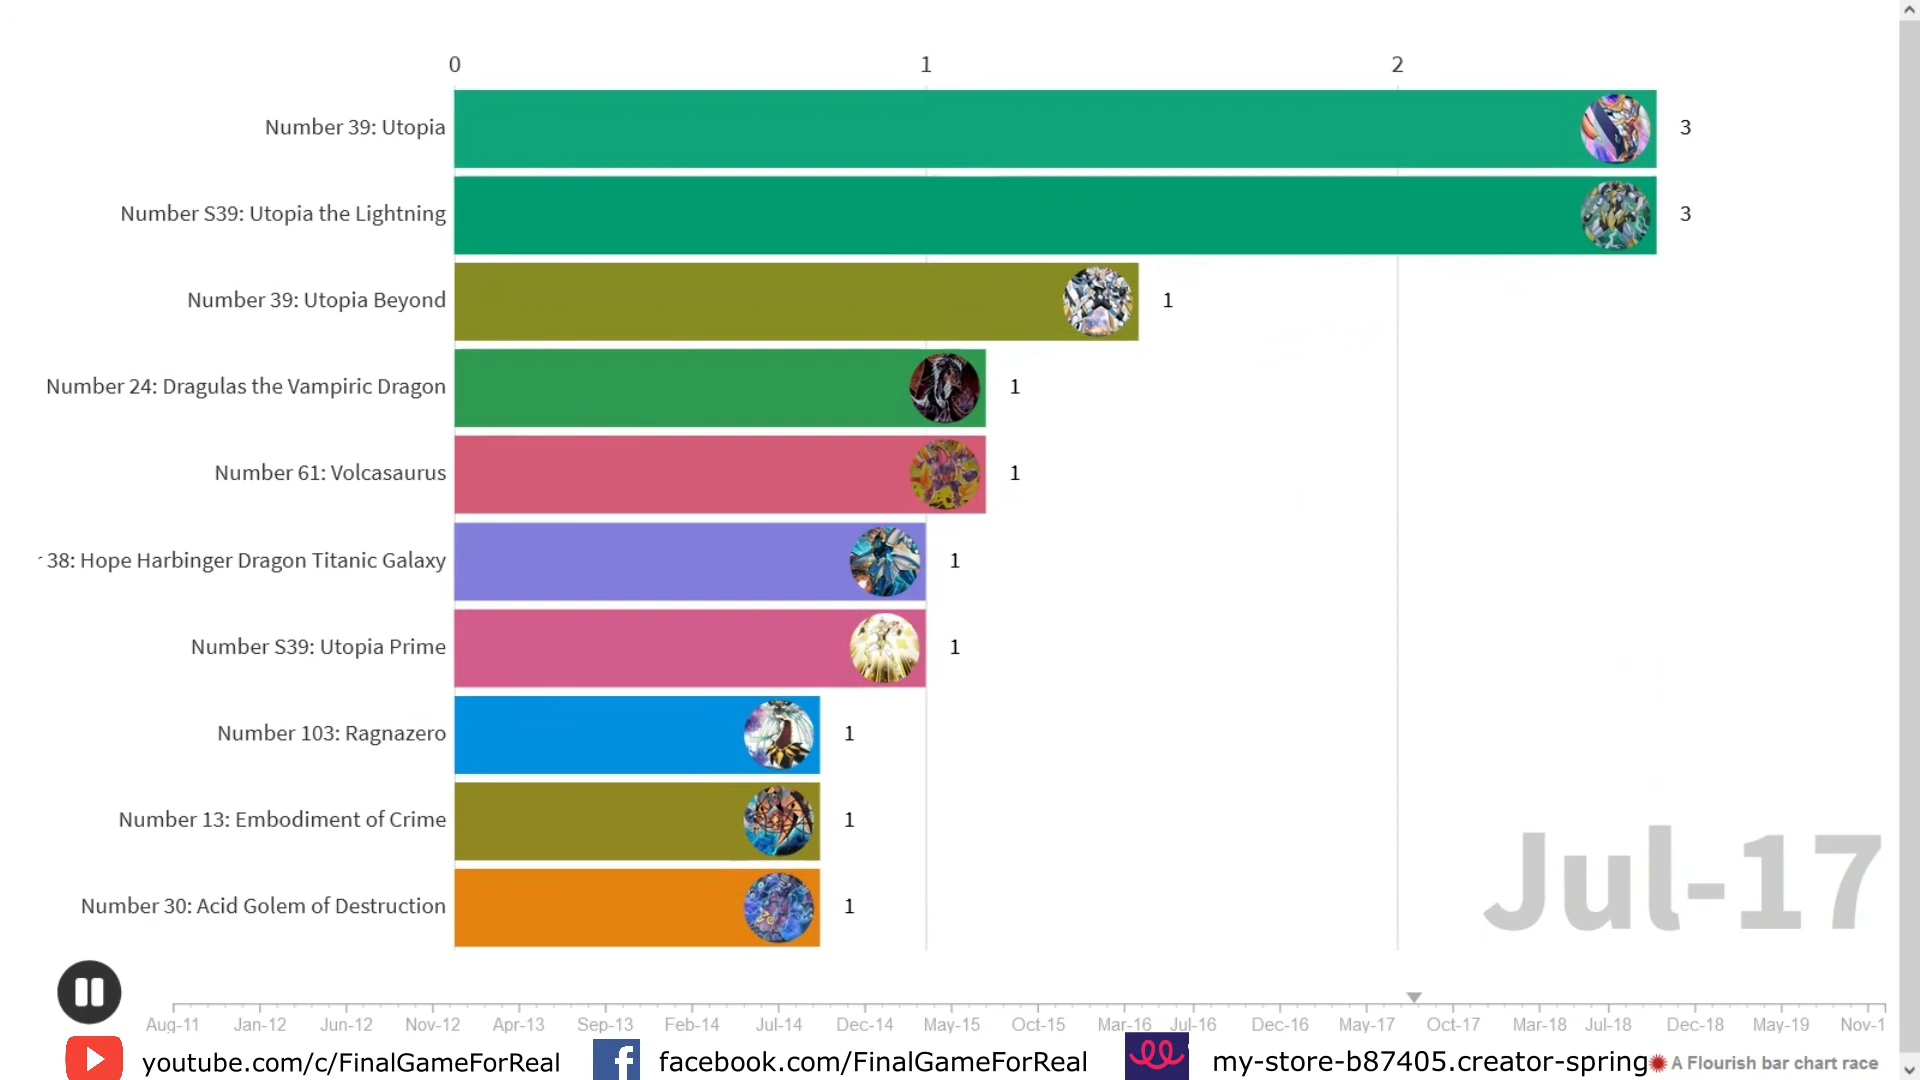 0 1 2
Number 39: Utopia 3
Number S39: Utopia the Lightning 3
Number 39: Utopia Beyond 1
Number 24: Dragulas the Vampiric Dragon 1
Number 61: Volcasaurus 1
38: Hope Harbinger Dragon Titanic Galaxy 1
Number S39: Utopia Prime 1
Number 103: Ragnazero 1
Number 13: Embodiment of Crime 1
Number 30: Acid Golem of Destruction 1
Jul-17
Aug-11 Jan-12 Jun-12 Nov-12 Apr-13 Sep-13 Feb-14 Jul-14 Dec-14 May-15 Oct-15 Mar-16 Jul-16 Dec-16 May-17 Oct-17 Mar-18 Jul-18 Dec-18 May-19 Nov-1
youtube.com/c/FinalGameForReal facebook.com/FinalGameForReal my-store-b87405.creator-spring A Flourish bar chart race